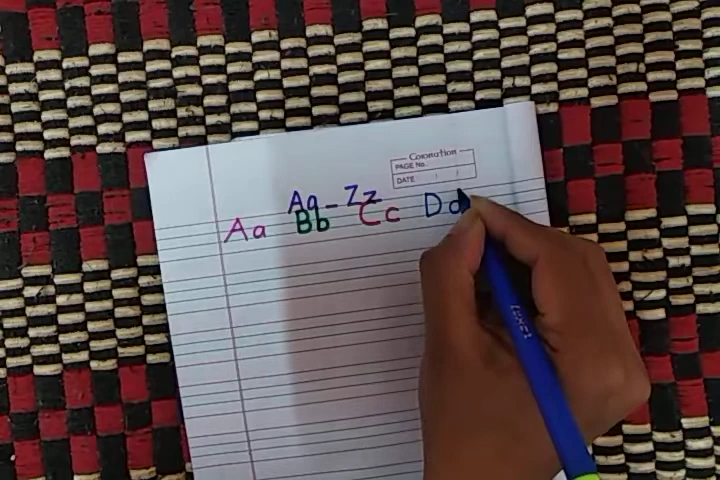 Coronation
PAGE No.
DATE / /
Aa - Zz
Aa Bb Cc Dd